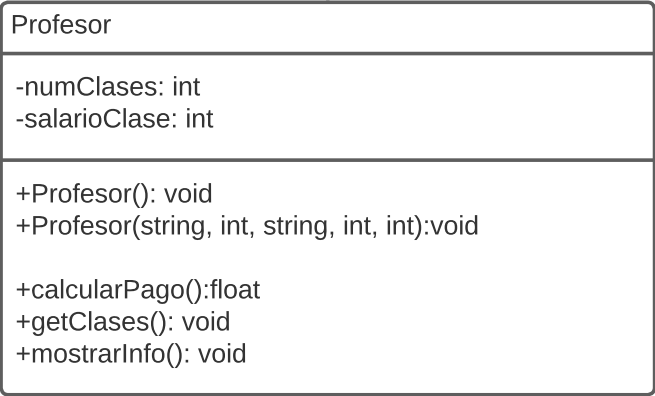 Profesor
-numClases: int
-salarioClase: int
+Profesor(): void
+Profesor(string, int, string, int, int):void
+calcularPago():float
+getClases(): void
+mostrarInfo(): void